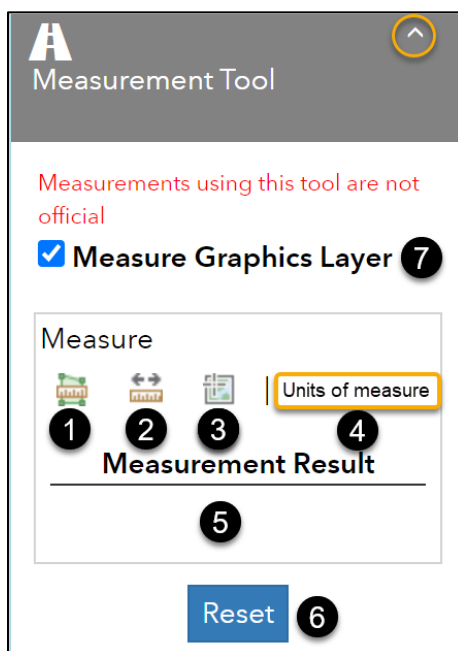 Measurement Tool
Measurements using this tool are not
official
Measure Graphics Layer 7
Measure
Units of measure
1 2 3 4
Measurement Result
5
Reset 6